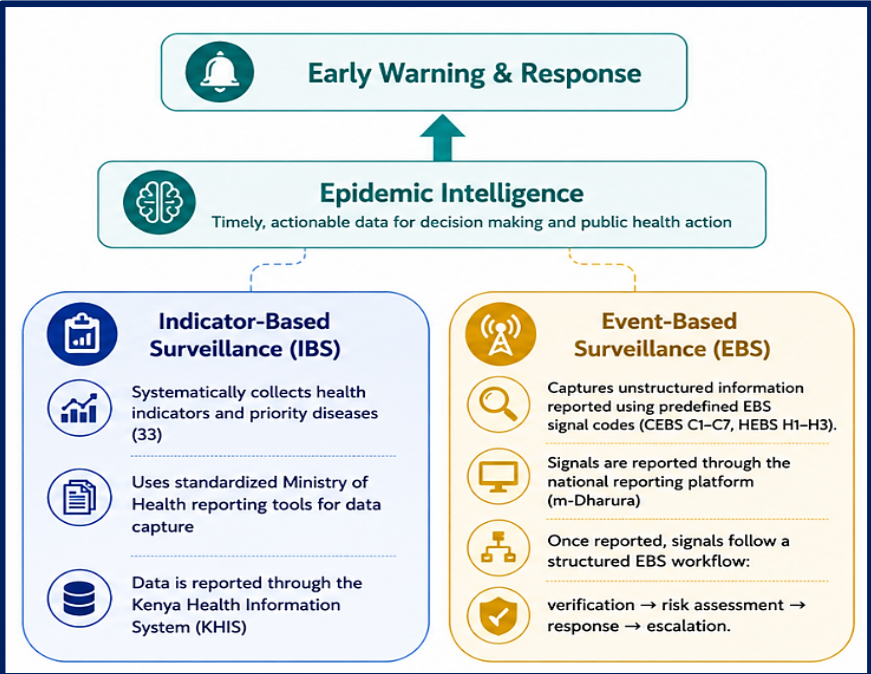 Early Warning & Response
Epidemic Intelligence
Timely, actionable data for decision making and public health action
Indicator-Based
Surveillance (IBS)
Systematically collects health
indicators and priority diseases
(33)
Uses standardized Ministry of
Health reporting tools for data
capture
Data is reported through the
Kenya Health Information
System (KHIS)
Event-Based
Surveillance (EBS)
Captures unstructured information
reported using predefined EBS
signal codes (CEBS C1–C7, HEBS H1–H3).
Signals are reported through the
national reporting platform
(m-Dharura)
Once reported, signals follow a
structured EBS workflow:
verification → risk assessment →
response → escalation.